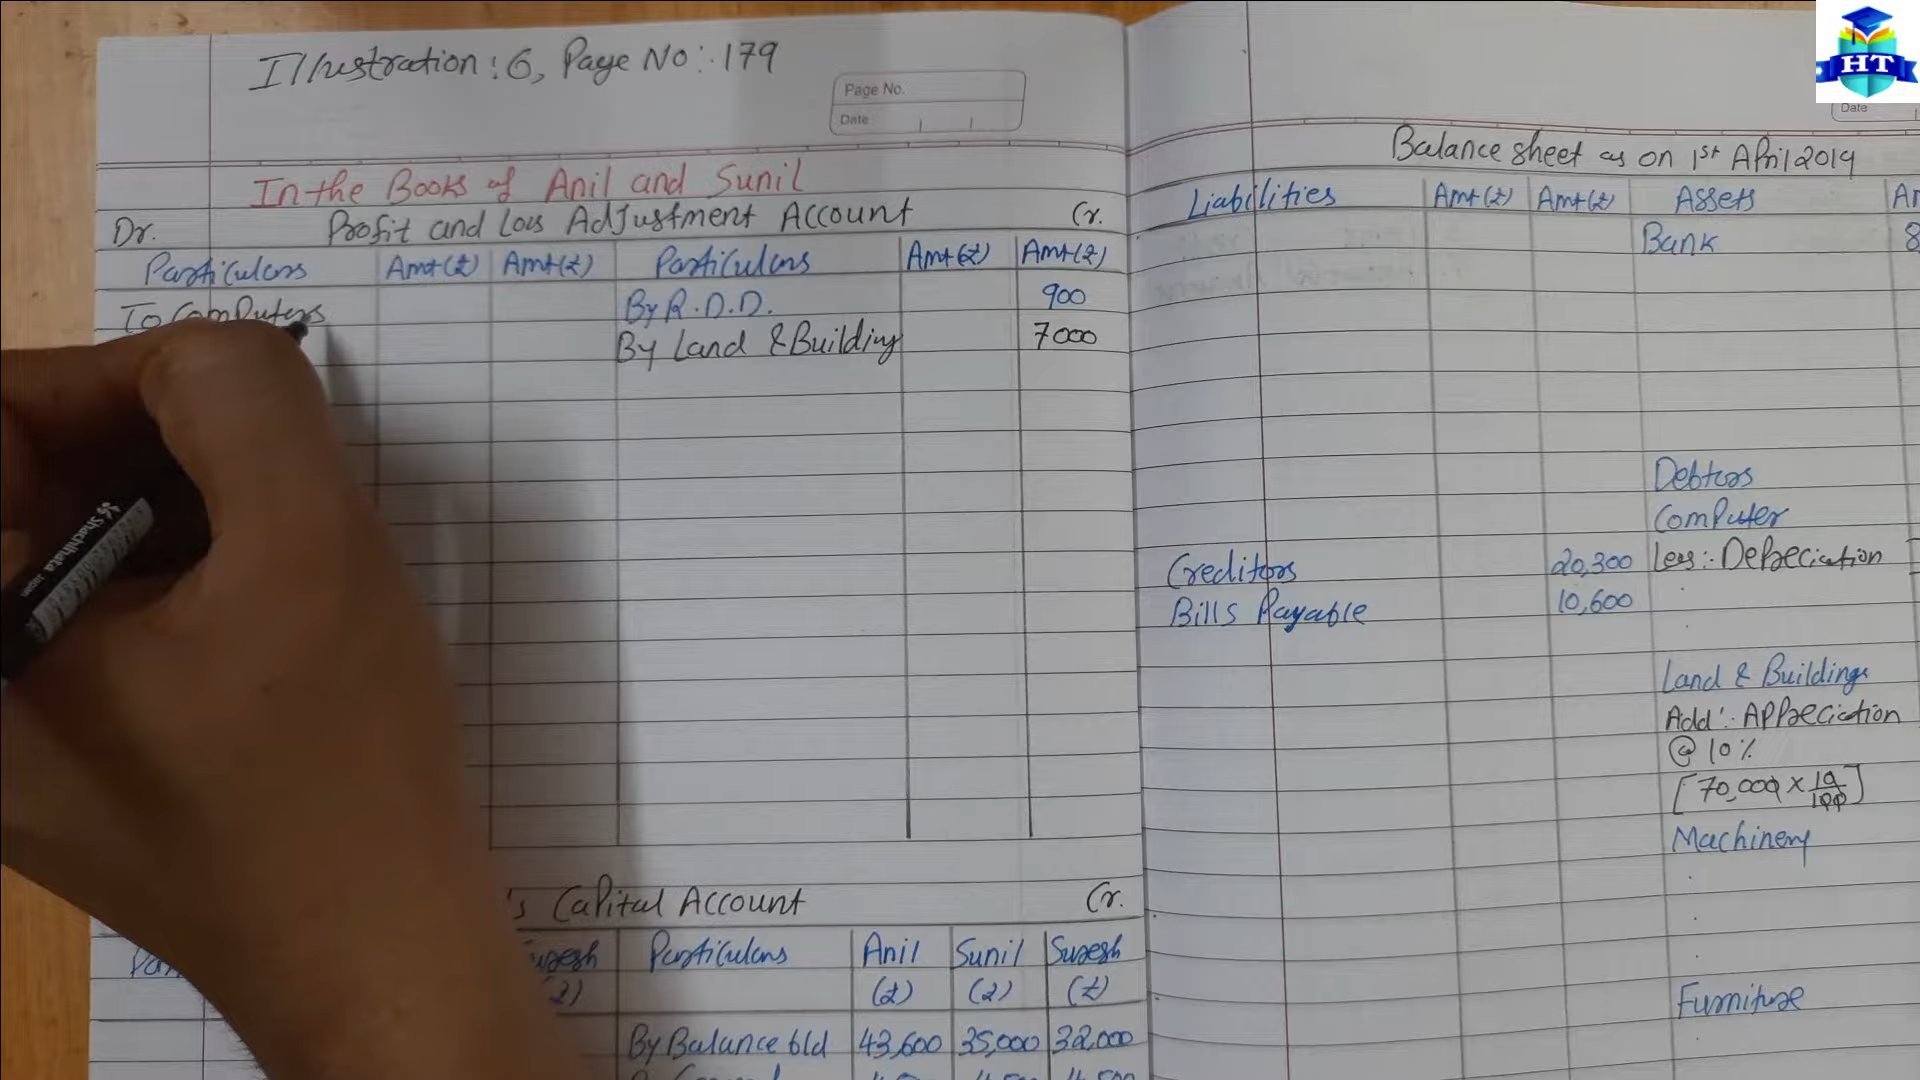 Illustration : 6, Page No : 179
Page No.
Date
In the Books of Anil and Sunil
Dr. Profit and Loss Adjustment Account Cr.
Particulars Amt(₹) Amt(₹) Particulars Amt(₹) Amt(₹)
To Computers By R.D.D. 900
By Land & Building 7000
's Capital Account Cr.
Particulars Anil Sunil Suresh
(₹) (₹) (₹)
By Balance b/d 43,600 35,000 32,000
HT
Date
Balance sheet as on 1st April 2019
Liabilities Amt(₹) Amt(₹) Assets
Bank 8
Debtors
Computer
Creditors 20,300 Less:- Depreciation
Bills Payable 10,600
Land & Buildings
Add:- Appreciation
@ 10%
[70,000 × 10/100]
Machinery
Furniture
Shachihata